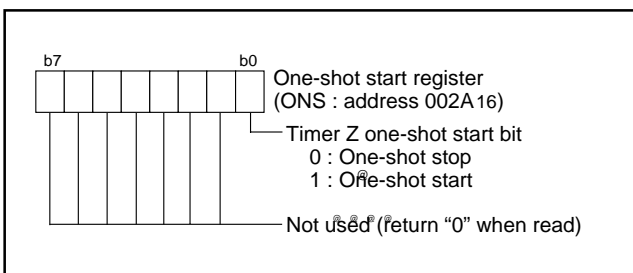 b7 b0
One-shot start register
(ONS : address 002A16)
Timer Z one-shot start bit
0 : One-shot stop
1 : One-shot start
Not used (return “0” when read)